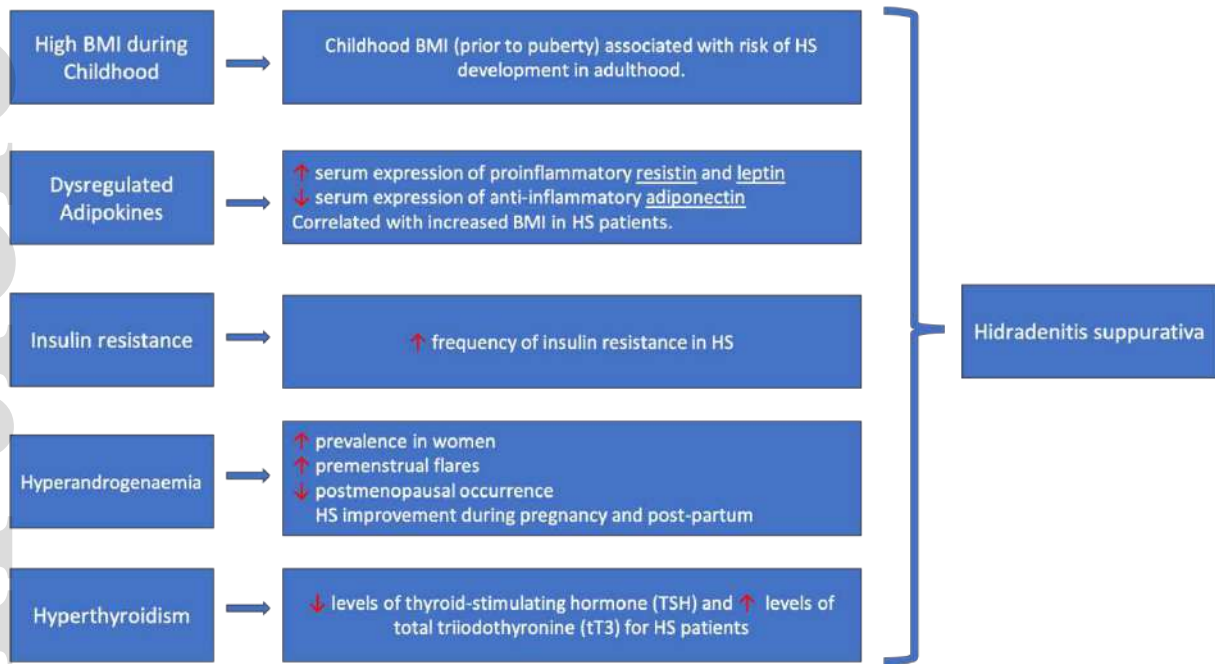 High BMI during
Childhood
Childhood BMI (prior to puberty) associated with risk of HS
development in adulthood.
Dysregulated
Adipokines
↑ serum expression of proinflammatory resistin and leptin
↓ serum expression of anti-inflammatory adiponectin
Correlated with increased BMI in HS patients.
Insulin resistance
↑ frequency of insulin resistance in HS
Hyperandrogenaemia
↑ prevalence in women
↑ premenstrual flares
↓ postmenopausal occurrence
HS improvement during pregnancy and post-partum
Hyperthyroidism
↓ levels of thyroid-stimulating hormone (TSH) and ↑ levels of
total triiodothyronine (tT3) for HS patients
Hidradenitis suppurativa